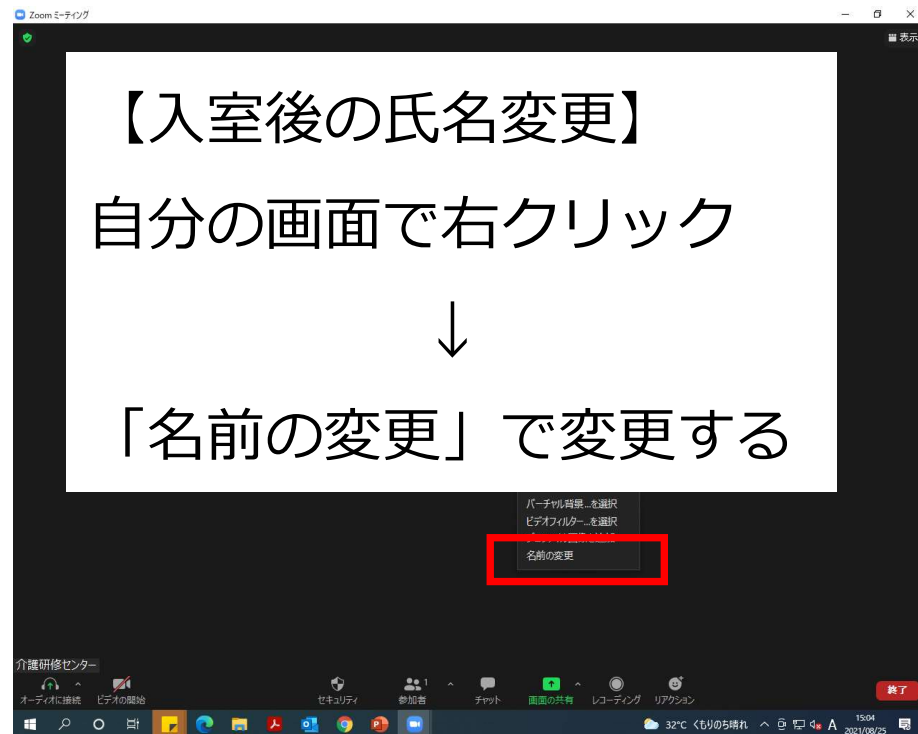 Zoom ミーティング
表示
【入室後の氏名変更】
自分の画面で右クリック
↓
「名前の変更」で変更する
バーチャル背景...を選択
ビデオフィルター...を選択
名前の変更
介護研修センター
オーディオに接続 ビデオの開始 セキュリティ 参加者 1 チャット 画面の共有 レコーディング リアクション 終了
32°C くもりのち晴れ A 15:04
2021/08/25